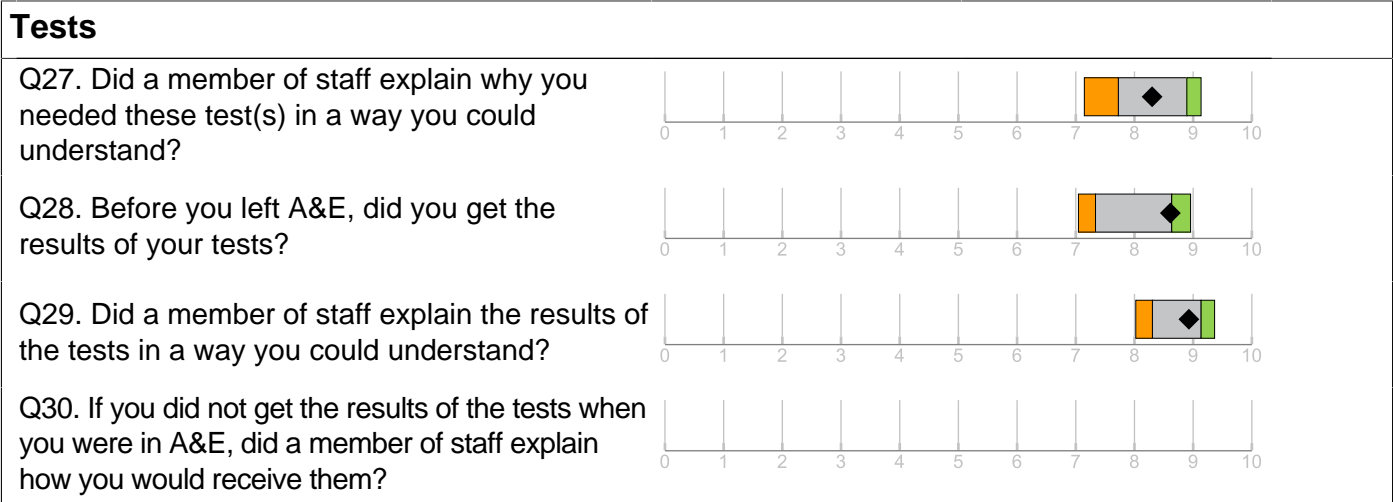 Tests
Q27. Did a member of staff explain why you
needed these test(s) in a way you could
understand?
0 1 2 3 4 5 6 7 8 9 10
Q28. Before you left A&E, did you get the
results of your tests?
0 1 2 3 4 5 6 7 8 9 10
Q29. Did a member of staff explain the results of
the tests in a way you could understand?
0 1 2 3 4 5 6 7 8 9 10
Q30. If you did not get the results of the tests when
you were in A&E, did a member of staff explain
how you would receive them?
0 1 2 3 4 5 6 7 8 9 10